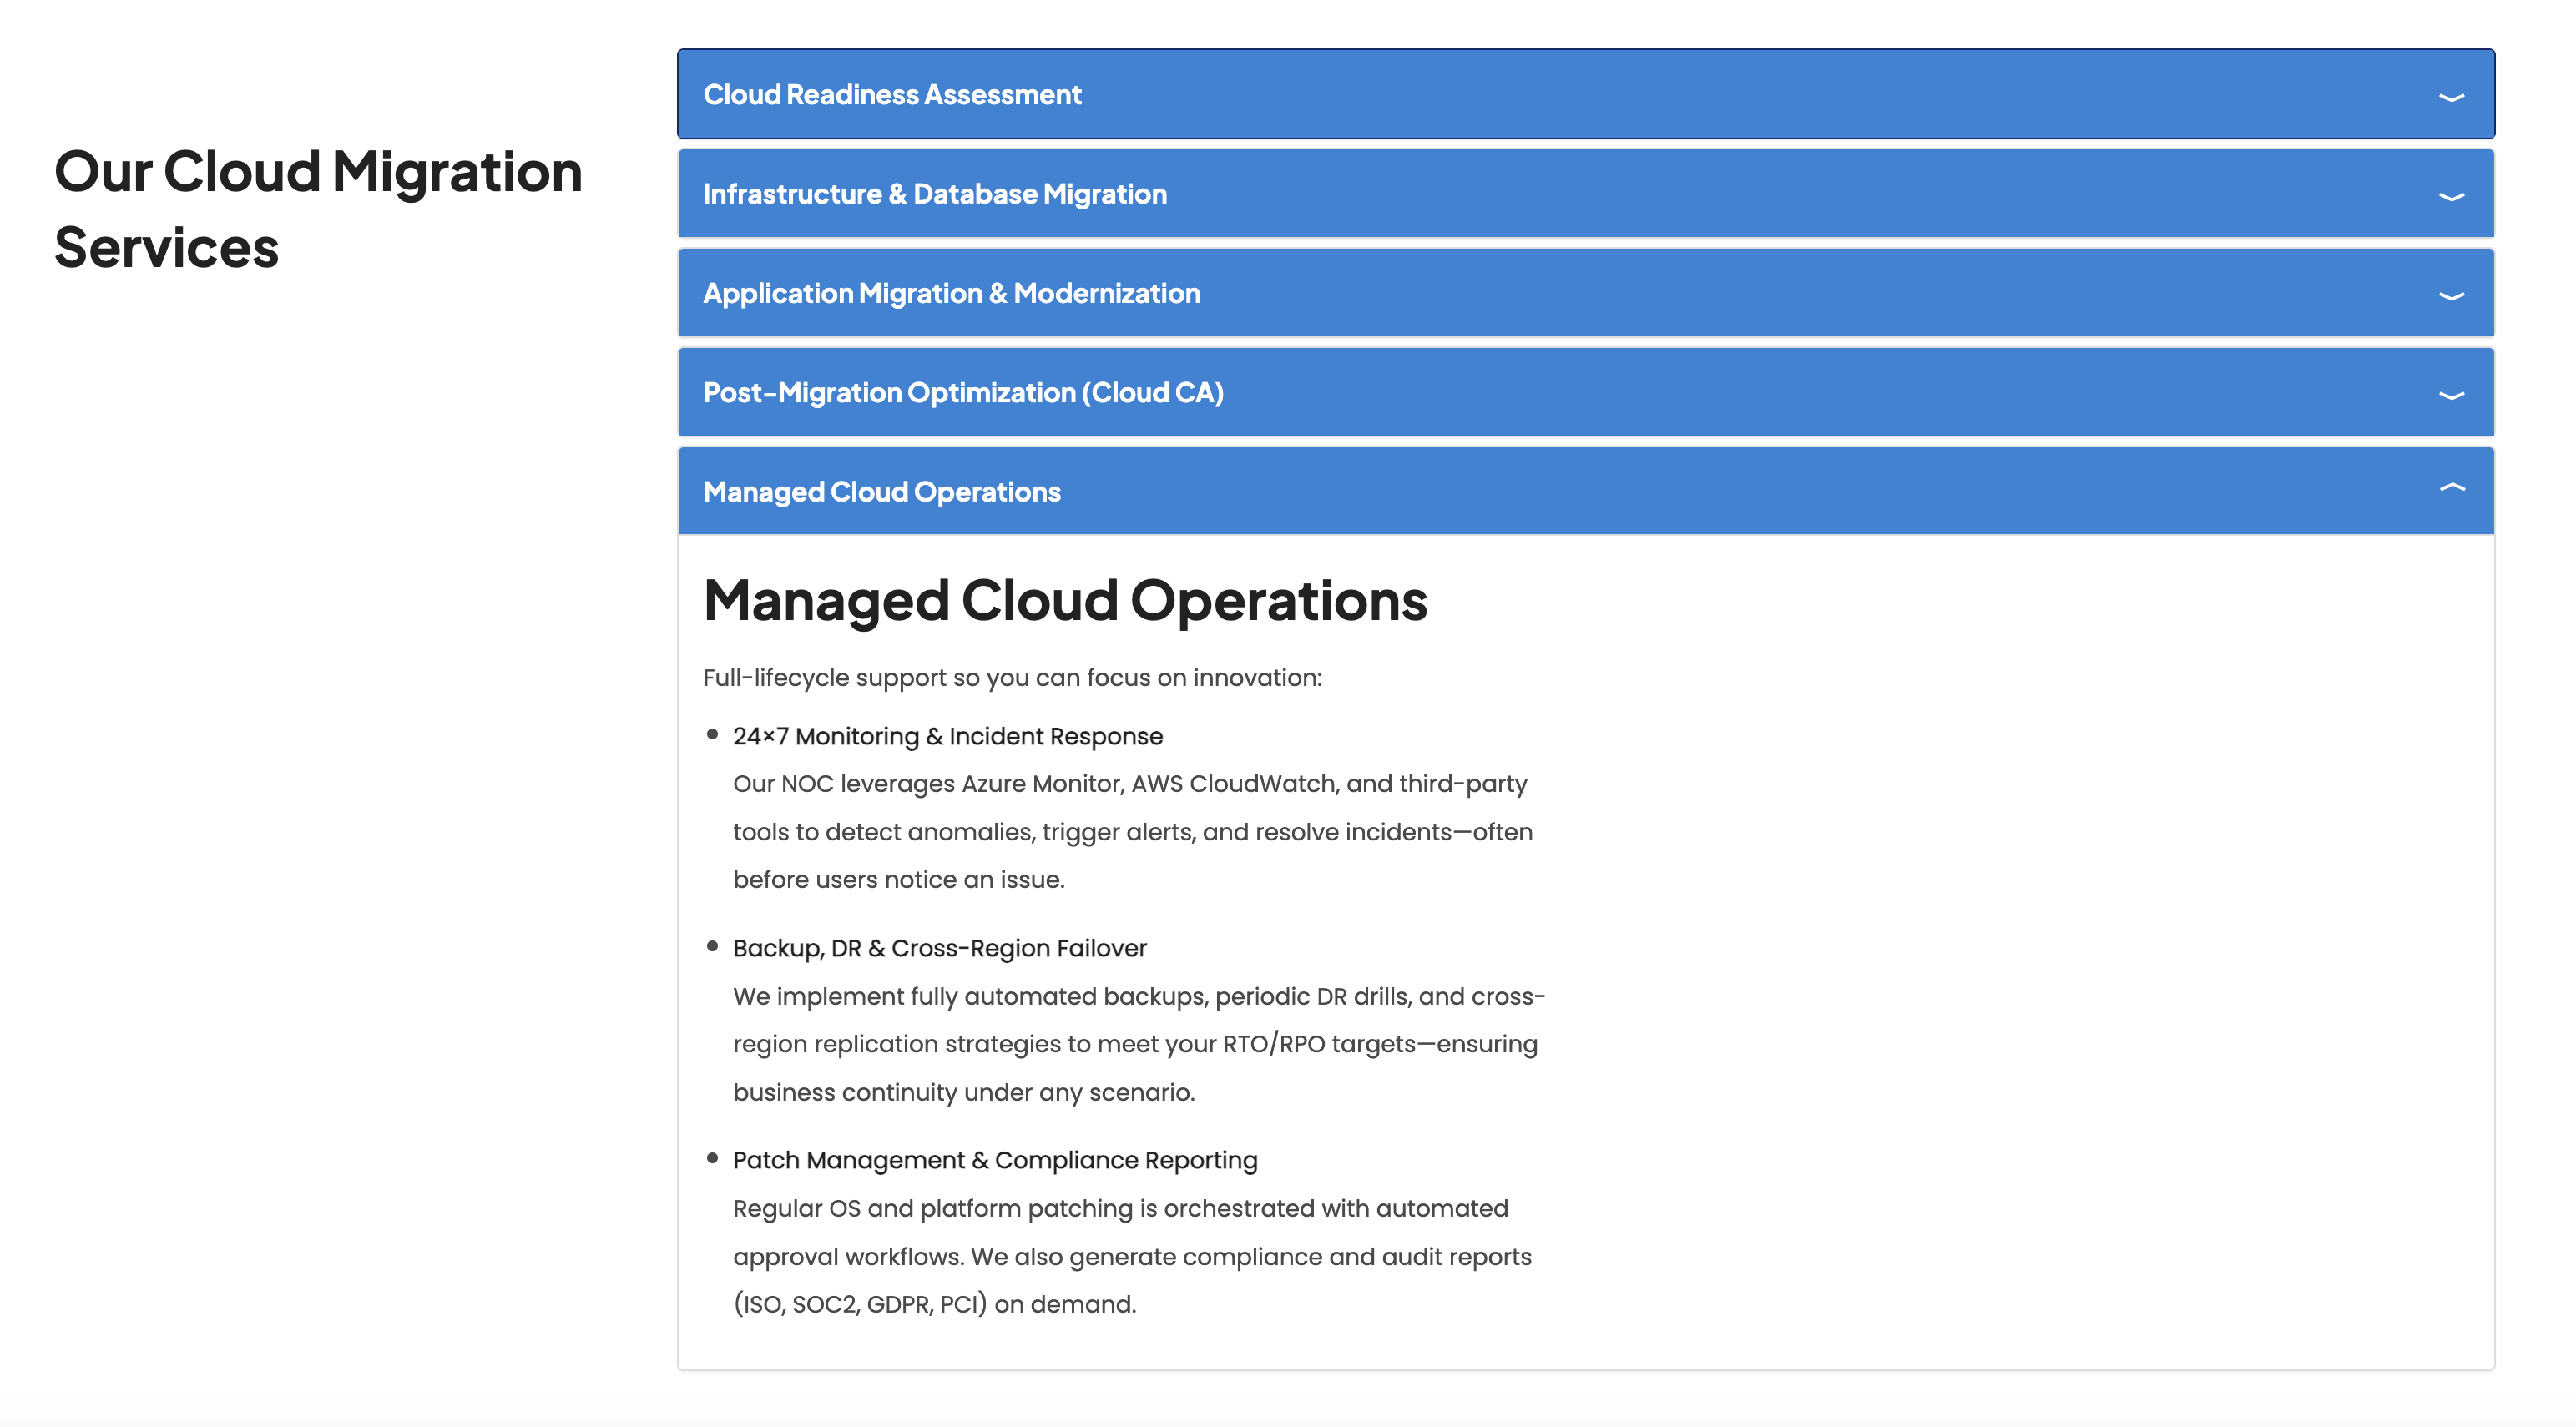 Our Cloud Migration
Services
Cloud Readiness Assessment
Infrastructure & Database Migration
Application Migration & Modernization
Post-Migration Optimization (Cloud CA)
Managed Cloud Operations
Managed Cloud Operations
Full-lifecycle support so you can focus on innovation:
• 24×7 Monitoring & Incident Response
Our NOC leverages Azure Monitor, AWS CloudWatch, and third-party
tools to detect anomalies, trigger alerts, and resolve incidents—often
before users notice an issue.
• Backup, DR & Cross-Region Failover
We implement fully automated backups, periodic DR drills, and cross-
region replication strategies to meet your RTO/RPO targets—ensuring
business continuity under any scenario.
• Patch Management & Compliance Reporting
Regular OS and platform patching is orchestrated with automated
approval workflows. We also generate compliance and audit reports
(ISO, SOC2, GDPR, PCI) on demand.